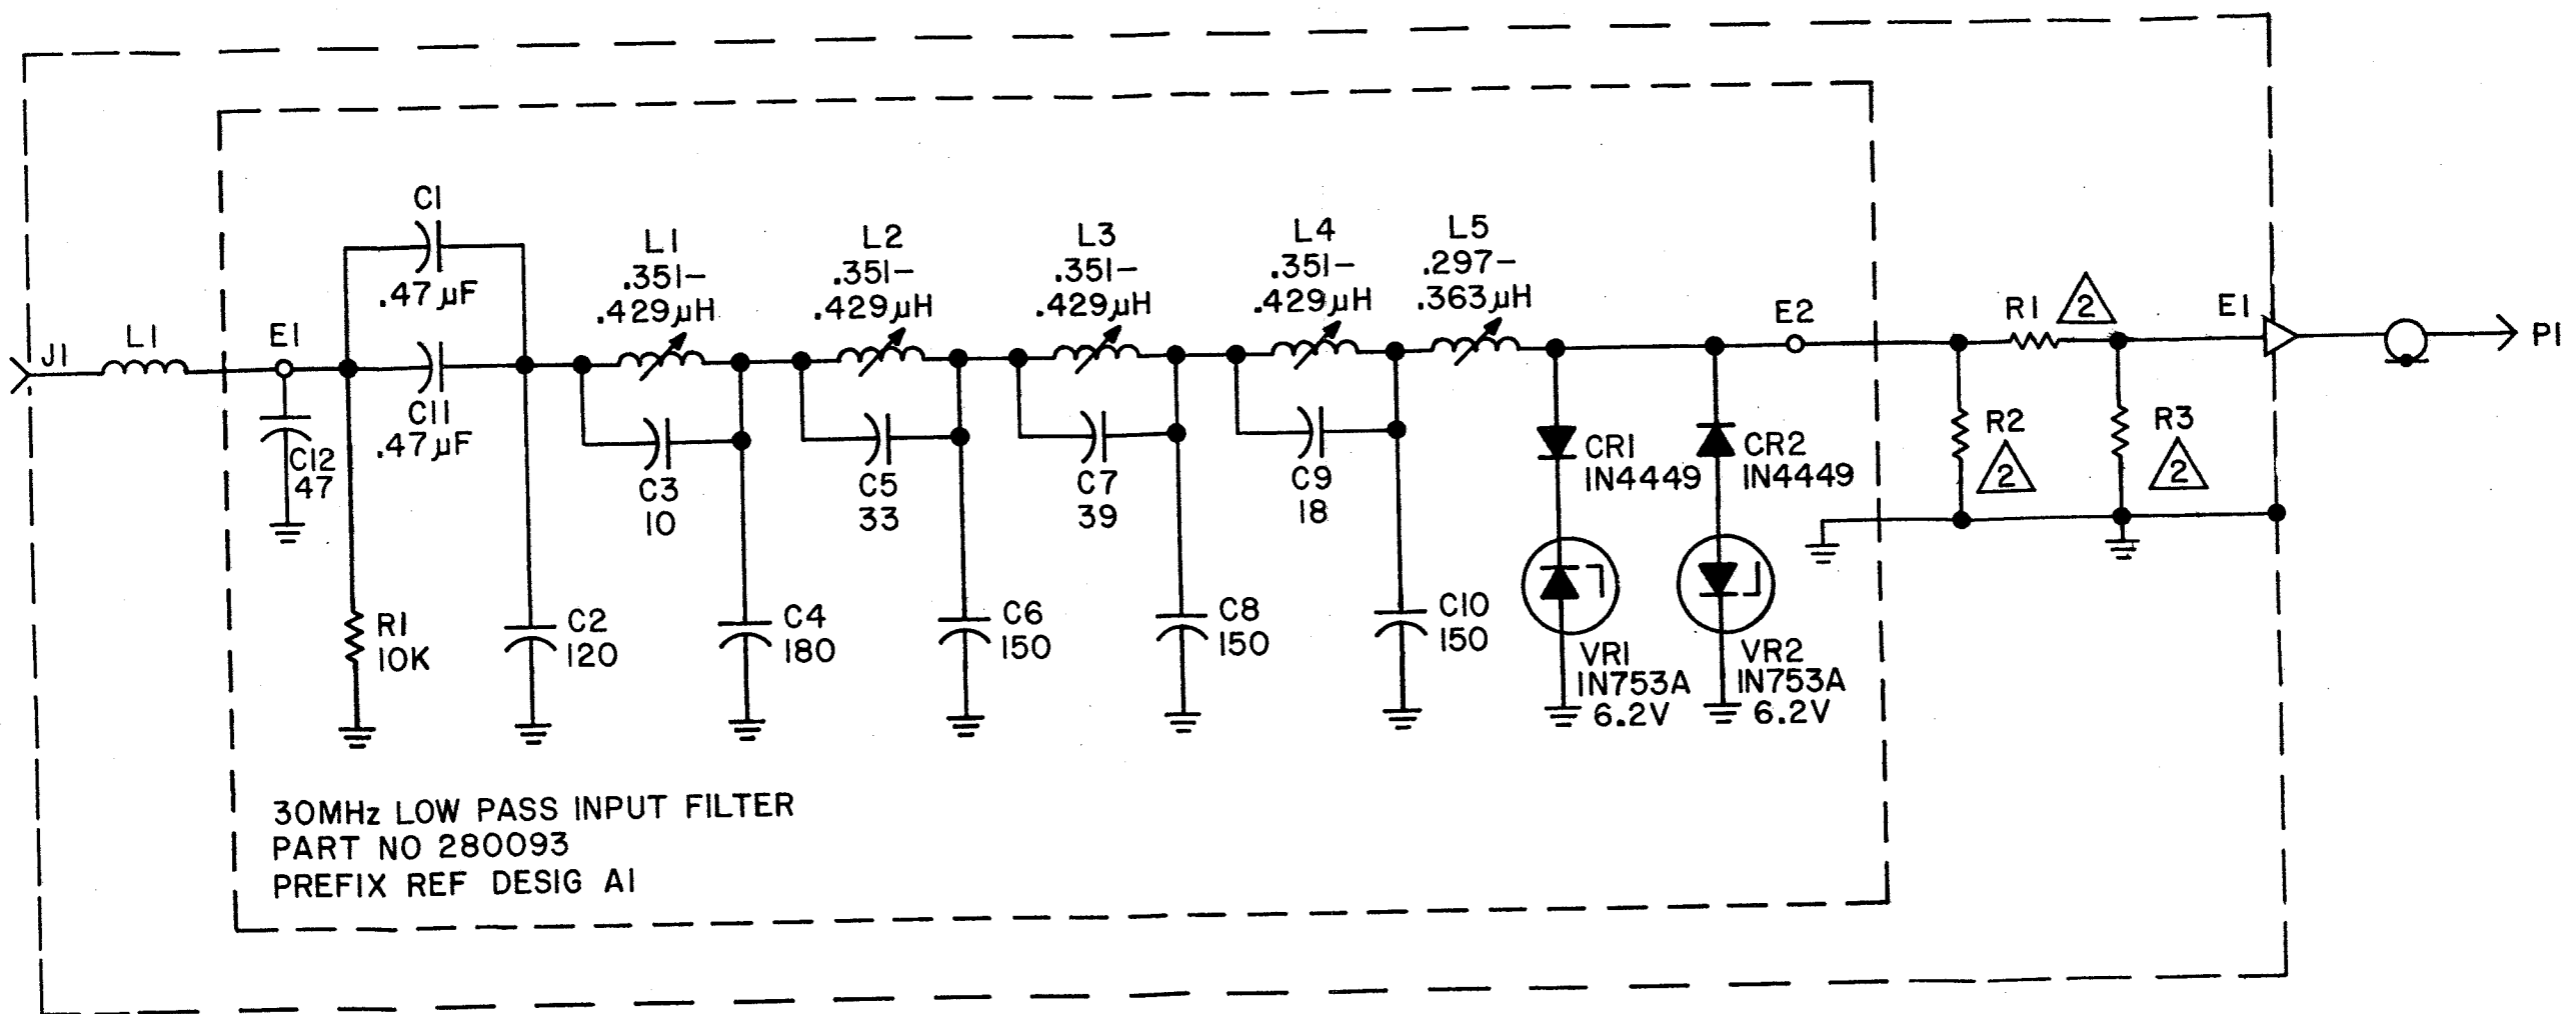 C1
.47µF
L1
.351-
.429µH
L2
.351-
.429µH
L3
.351-
.429µH
L4
.351-
.429µH
L5
.297-
.363µH
J1
L1
E1
C11
.47µF
C12
47
C3
10
C5
33
C7
39
C9
18
CR1
IN4449
CR2
IN4449
E2
R1
2
E1
P1
R2
2
R3
2
R1
10K
C2
120
C4
180
C6
150
C8
150
C10
150
VR1
IN753A
6.2V
VR2
IN753A
6.2V
30MHz LOW PASS INPUT FILTER
PART NO 280093
PREFIX REF DESIG A1